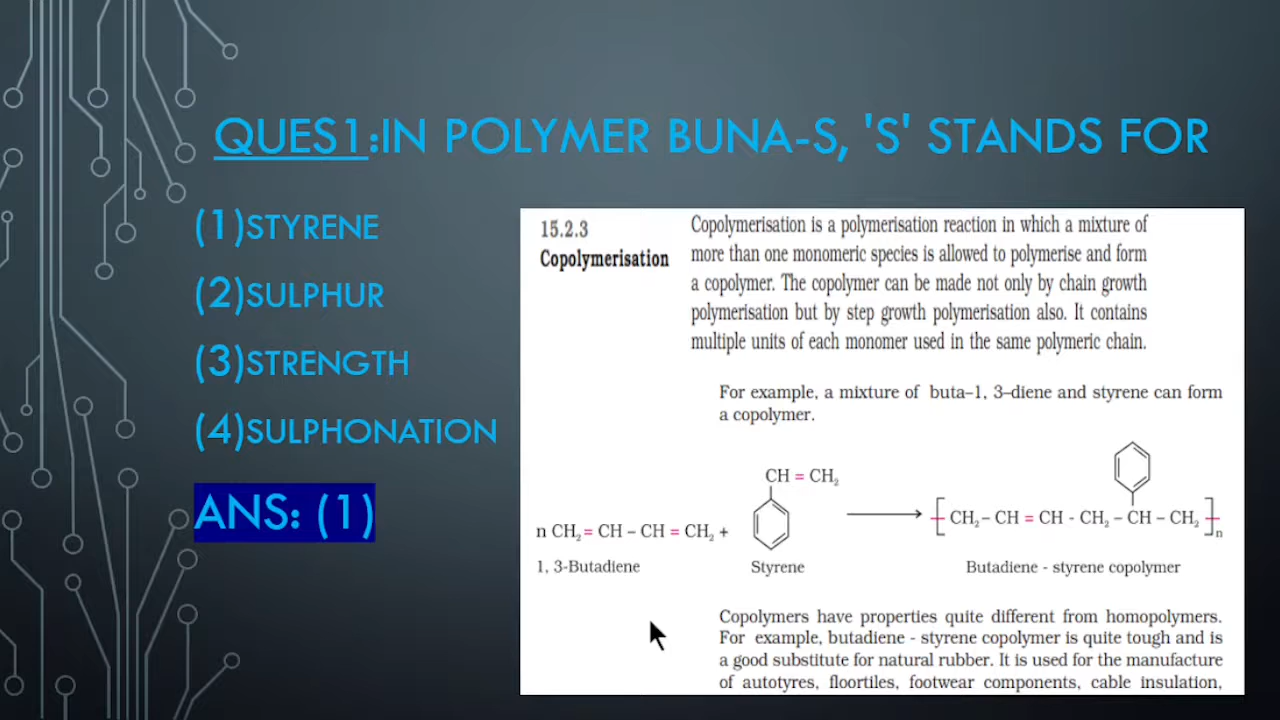 QUES1:IN POLYMER BUNA-S, 'S' STANDS FOR
(1)STYRENE
(2)SULPHUR
(3)STRENGTH
(4)SULPHONATION
ANS: (1)
15.2.3
Copolymerisation
Copolymerisation is a polymerisation reaction in which a mixture of
more than one monomeric species is allowed to polymerise and form
a copolymer. The copolymer can be made not only by chain growth
polymerisation but by step growth polymerisation also. It contains
multiple units of each monomer used in the same polymeric chain.
For example, a mixture of buta–1, 3–diene and styrene can form
a copolymer.
CH = CH₂
n CH₂= CH – CH = CH₂ +
[ CH₂– CH = CH - CH₂ – CH – CH₂ ]n
1, 3-Butadiene
Styrene
Butadiene - styrene copolymer
Copolymers have properties quite different from homopolymers.
For example, butadiene - styrene copolymer is quite tough and is
a good substitute for natural rubber. It is used for the manufacture
of autotyres, floortiles, footwear components, cable insulation,